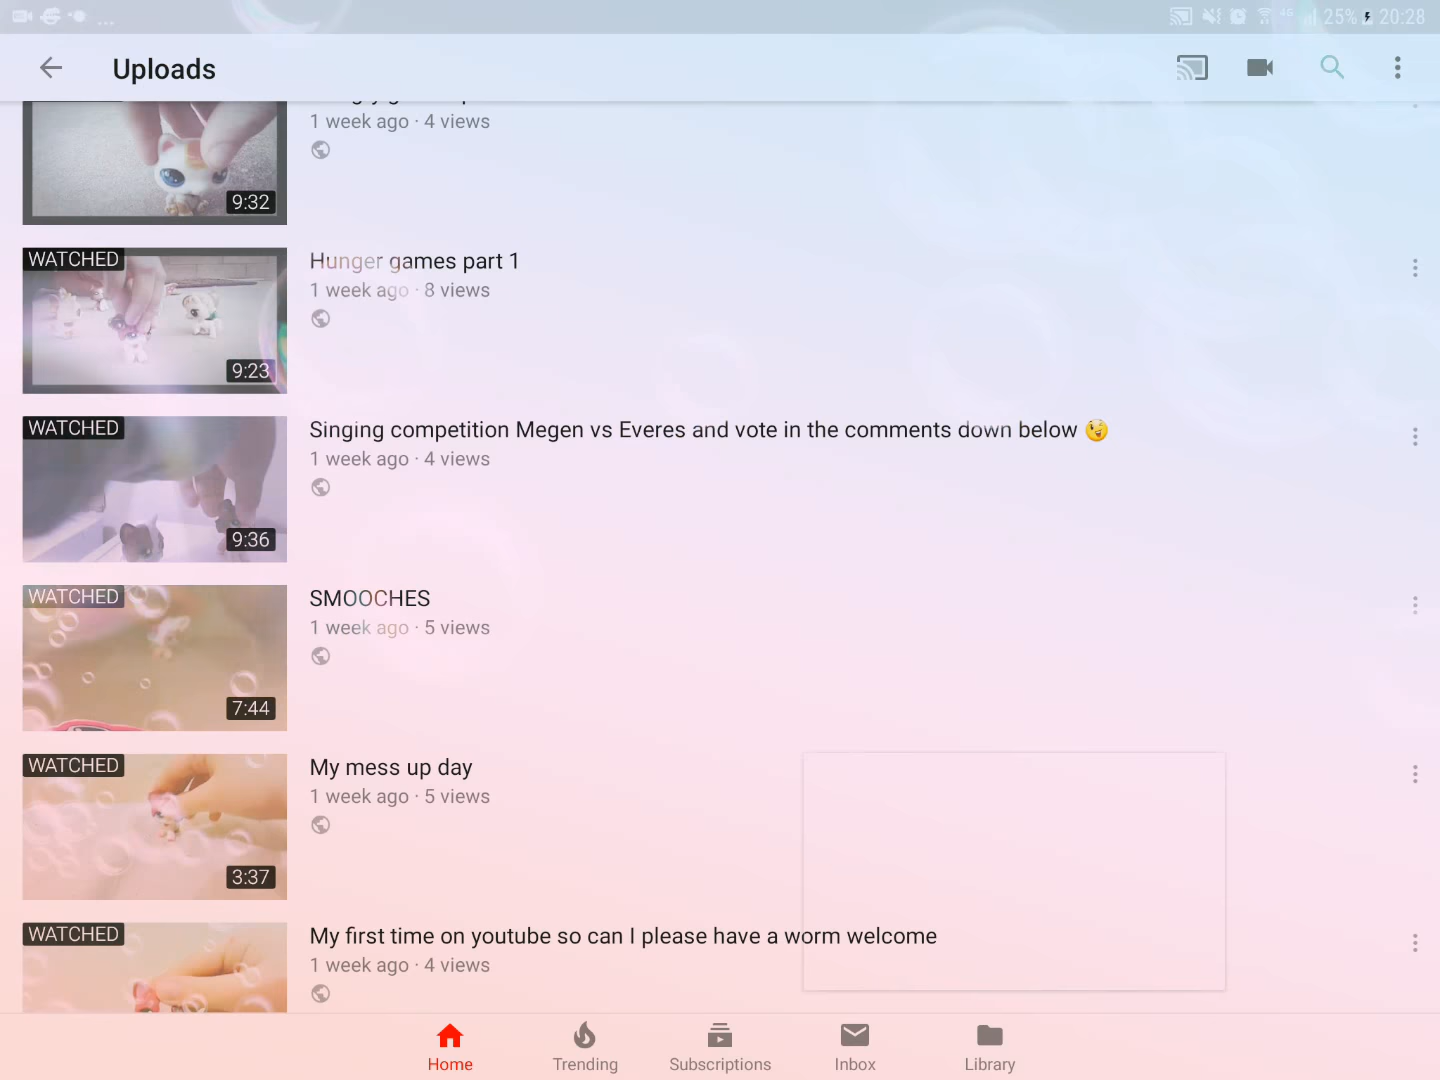 ... 4G 25% 20:28
Uploads
1 week ago · 4 views
9:32
WATCHED
Hunger games part 1
1 week ago · 8 views
9:23
WATCHED
Singing competition Megen vs Everes and vote in the comments down below 😉
1 week ago · 4 views
9:36
WATCHED
SMOOCHES
1 week ago · 5 views
7:44
WATCHED
My mess up day
1 week ago · 5 views
3:37
WATCHED
My first time on youtube so can I please have a worm welcome
1 week ago · 4 views
Home Trending Subscriptions Inbox Library